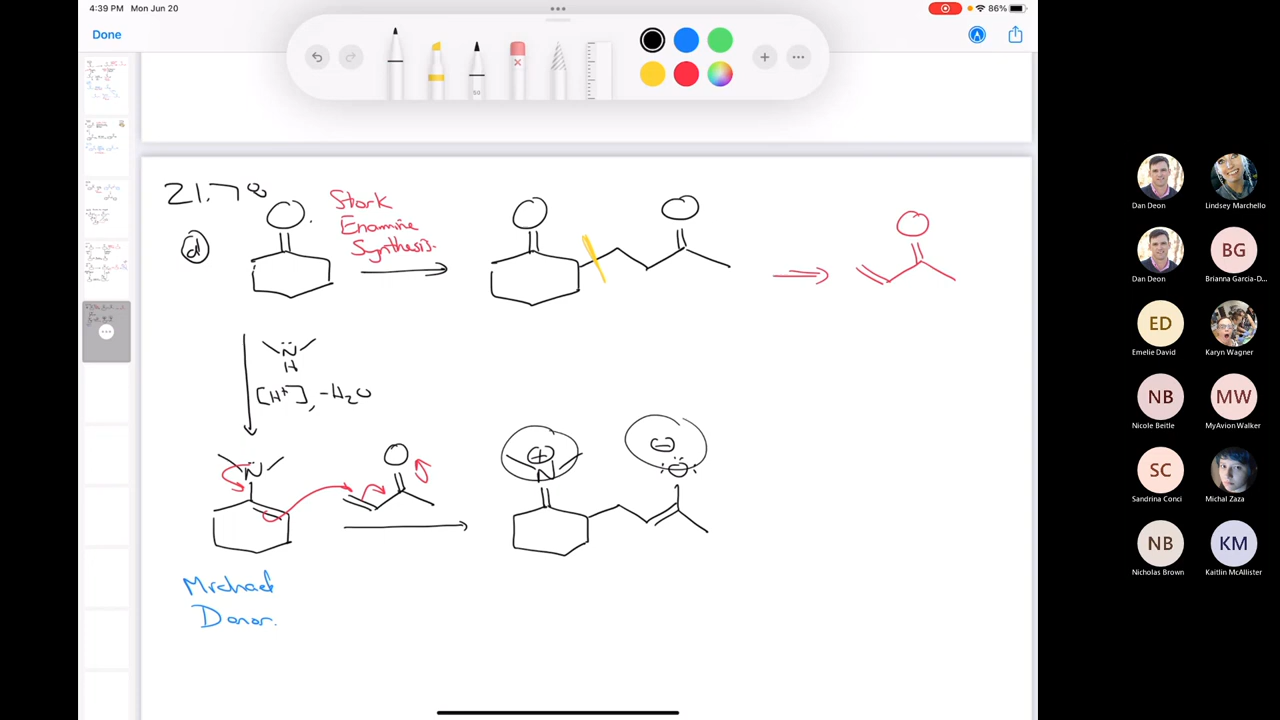 4:39 PM Mon Jun 20
86%
Done
50
21.78
d
O
Stork
Enamine
Synthesis.
O
O
O
N
H
[H+], -H2O
N
O
+
N
-
O
Michael
Donor.
Dan Deon
Lindsey Marchello
Dan Deon
BG
Brianna Garcia-D...
ED
Emelie David
Karyn Wagner
NB
Nicole Beitle
MW
MyAvion Walker
SC
Sandrina Conci
Michal Zaza
NB
Nicholas Brown
KM
Kaitlin McAllister